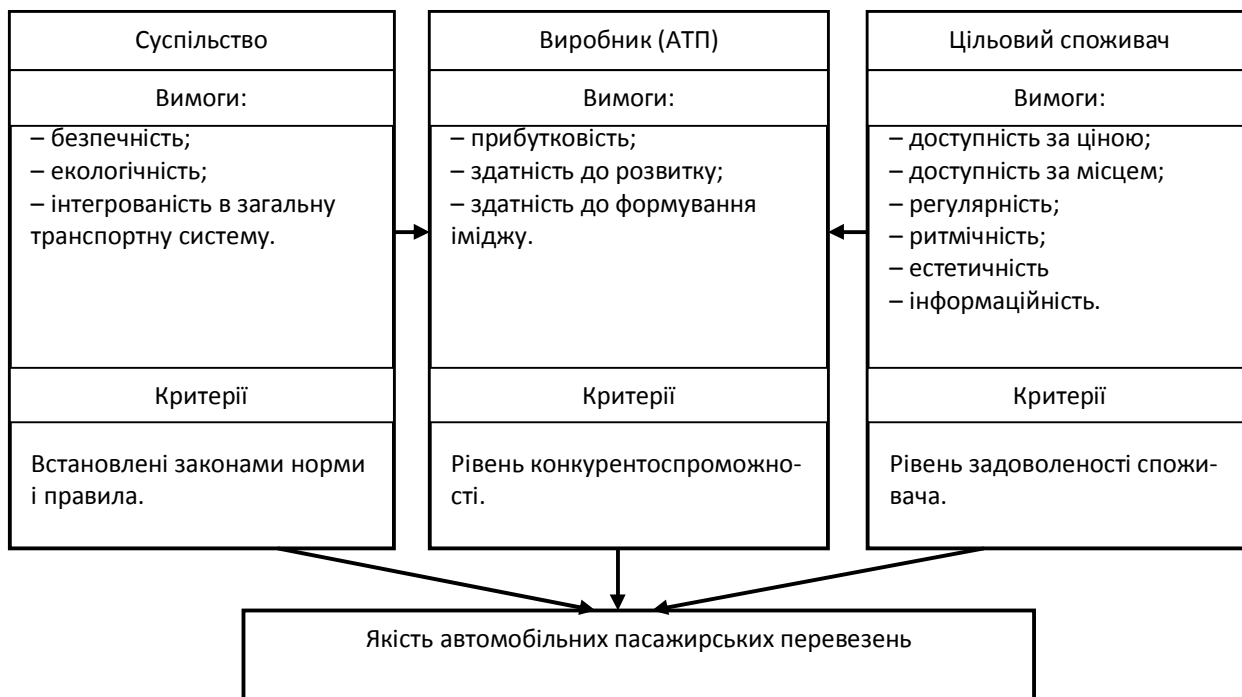 Суспільство
Вимоги:
– безпечність;
– екологічність;
– інтегрованість в загальну
транспортну систему.
Критерії
Встановлені законами норми
і правила.
Виробник (АТП)
Вимоги:
– прибутковість;
– здатність до розвитку;
– здатність до формування
іміджу.
Критерії
Рівень конкурентоспроможно-
сті.
Цільовий споживач
Вимоги:
– доступність за ціною;
– доступність за місцем;
– регулярність;
– ритмічність;
– естетичність
– інформаційність.
Критерії
Рівень задоволеності спожи-
вача.
Якість автомобільних пасажирських перевезень